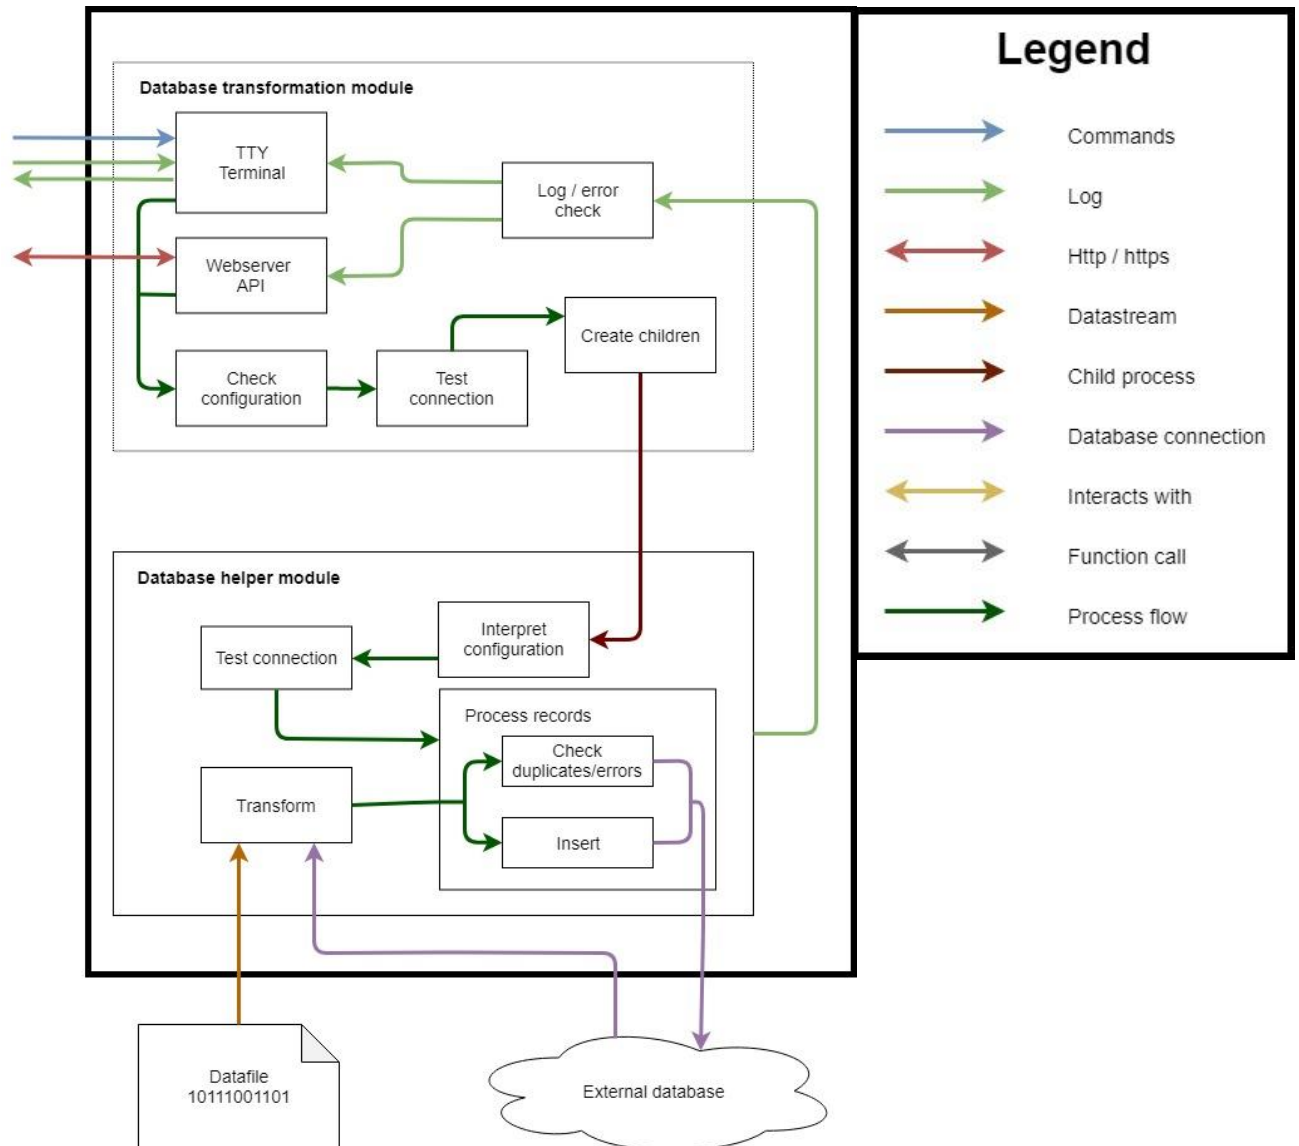 Legend
Commands
Log
Http / https
Datastream
Child process
Database connection
Interacts with
Function call
Process flow
Database transformation module
TTY
Terminal
Log / error
check
Webserver
API
Create children
Check
configuration
Test
connection
Database helper module
Interpret
configuration
Test connection
Process records
Check
duplicates/errors
Transform
Insert
Datafile
10111001101
External database